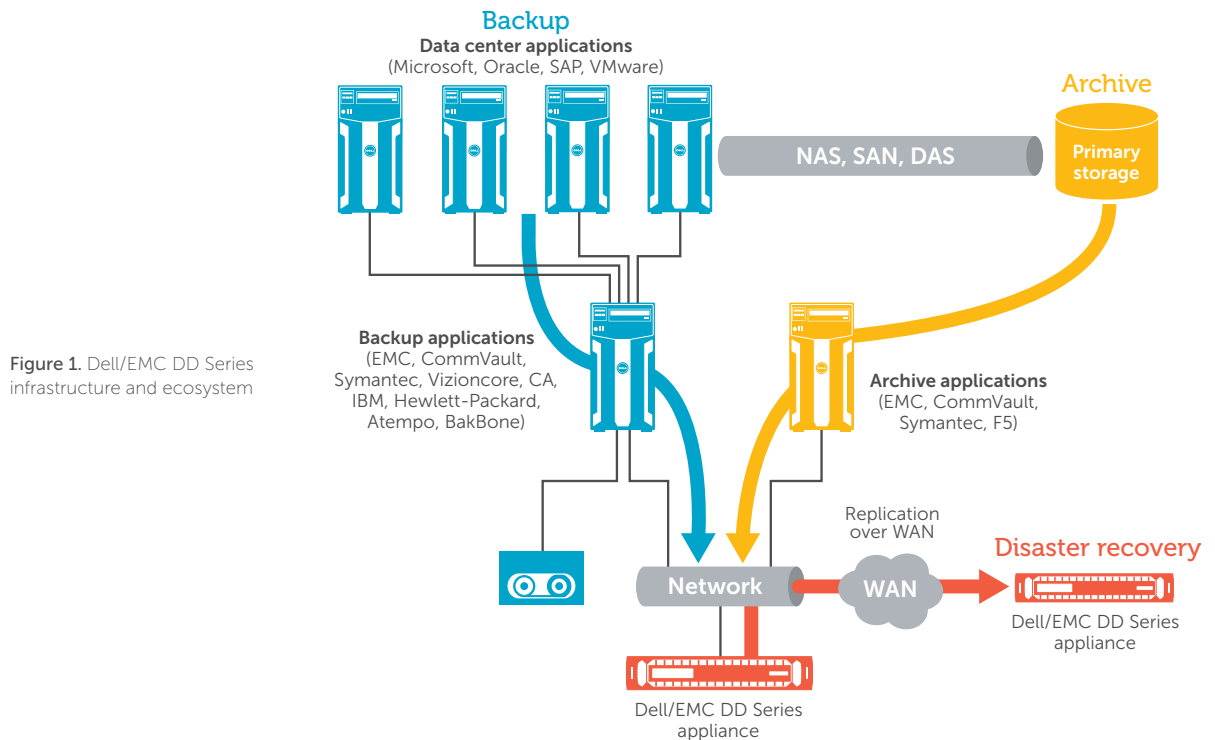 Backup
Data center applications
(Microsoft, Oracle, SAP, VMware)
Archive
NAS, SAN, DAS
Primary
storage
Backup applications
(EMC, CommVault,
Symantec, Vizioncore, CA,
IBM, Hewlett-Packard,
Atempo, BakBone)
Figure 1. Dell/EMC DD Series
infrastructure and ecosystem
Archive applications
(EMC, CommVault,
Symantec, F5)
Replication
over WAN
Disaster recovery
Network
WAN
Dell/EMC DD Series
appliance
Dell/EMC DD Series
appliance